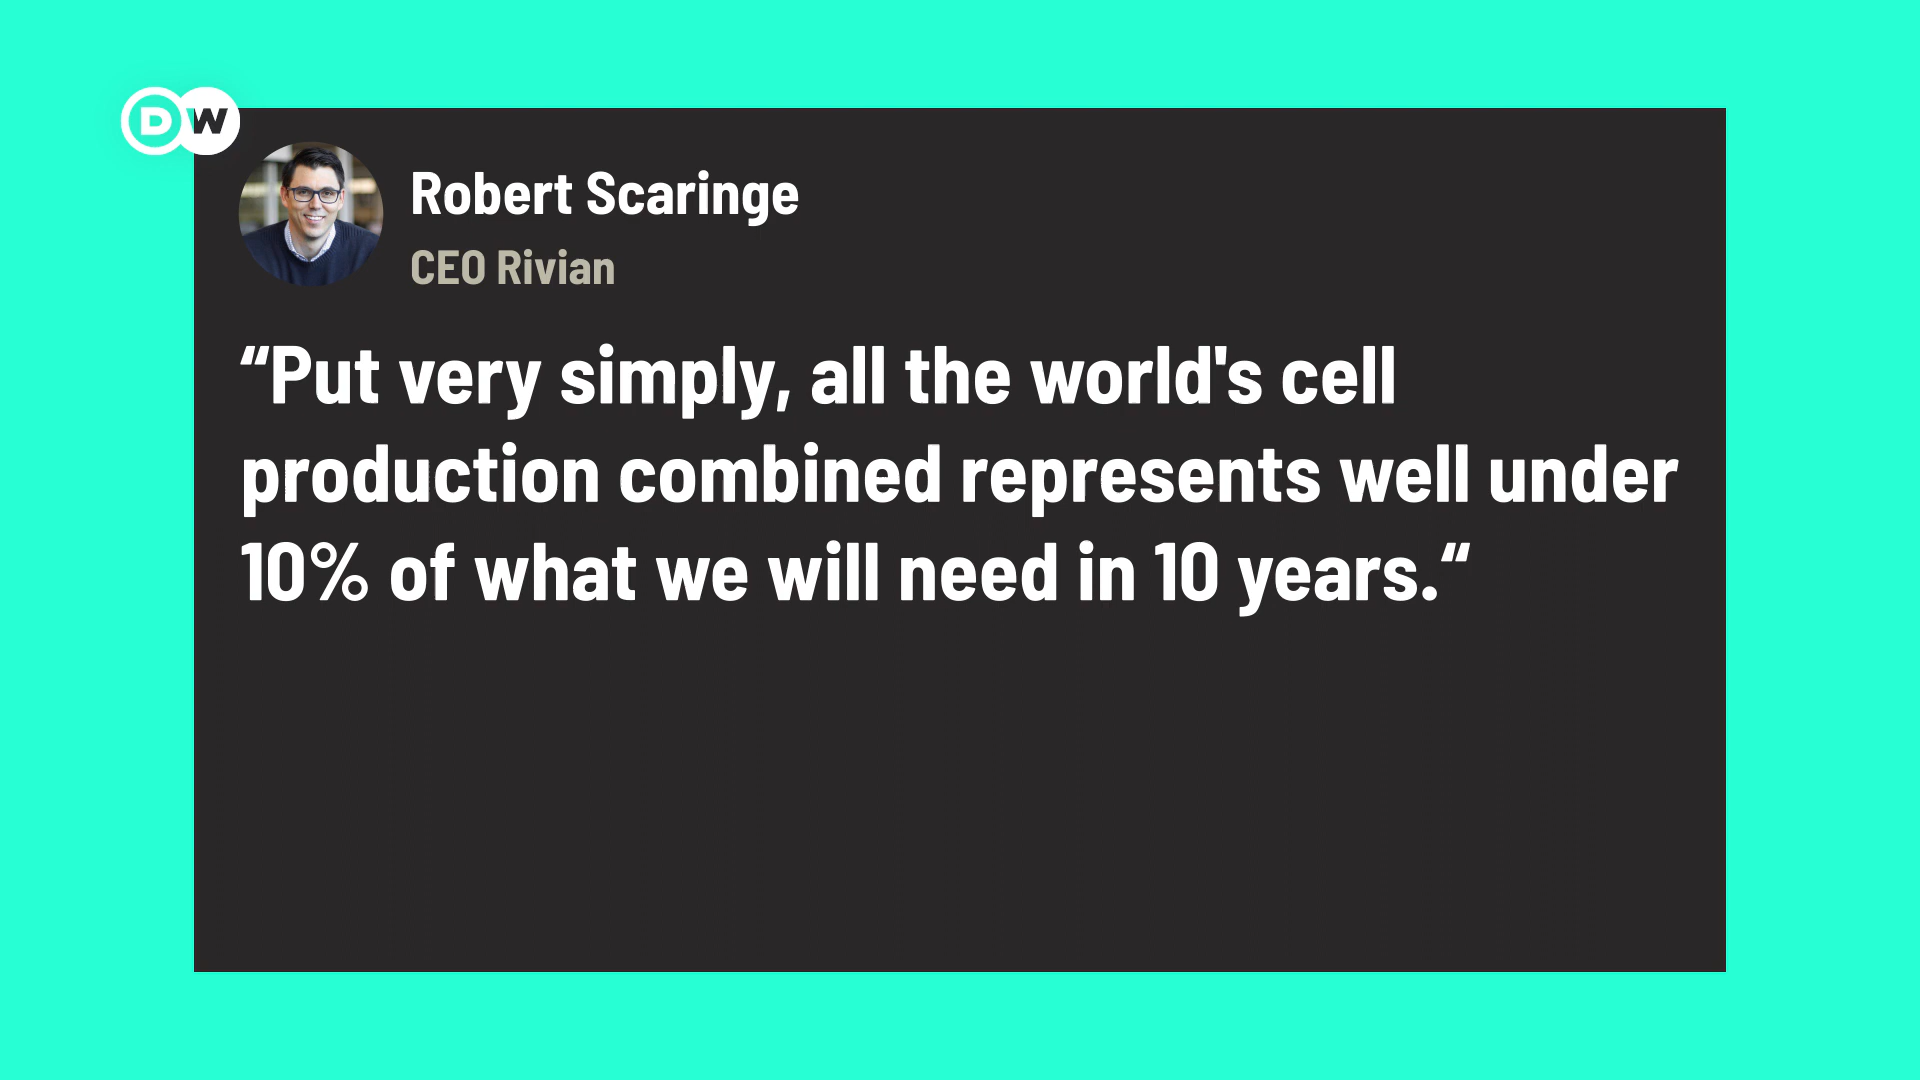 DW
Robert Scaringe
CEO Rivian
“Put very simply, all the world's cell
production combined represents well under
10% of what we will need in 10 years.“